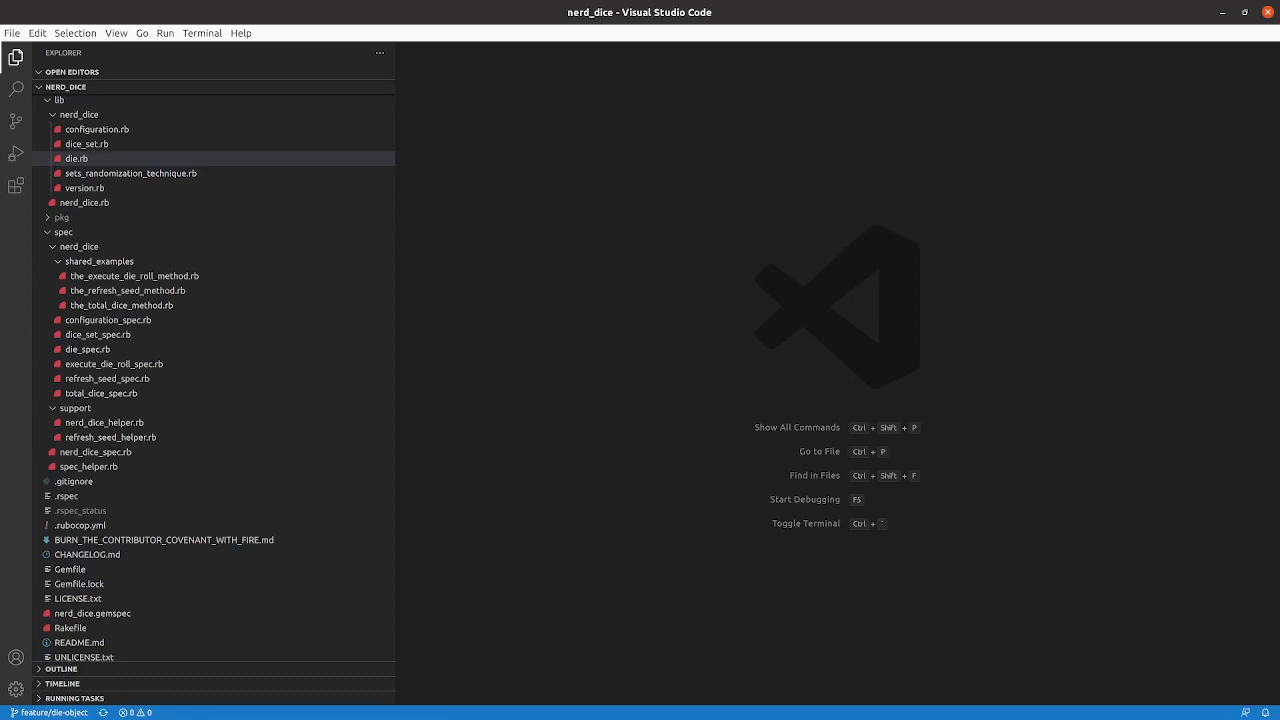 nerd_dice - Visual Studio Code
File Edit Selection View Go Run Terminal Help
EXPLORER
OPEN EDITORS
NERD_DICE
lib
nerd_dice
configuration.rb
dice_set.rb
die.rb
sets_randomization_technique.rb
version.rb
nerd_dice.rb
pkg
spec
nerd_dice
shared_examples
the_execute_die_roll_method.rb
the_refresh_seed_method.rb
the_total_dice_method.rb
configuration_spec.rb
dice_set_spec.rb
die_spec.rb
execute_die_roll_spec.rb
refresh_seed_spec.rb
total_dice_spec.rb
support
nerd_dice_helper.rb
refresh_seed_helper.rb
nerd_dice_spec.rb
spec_helper.rb
.gitignore
.rspec
.rspec_status
.rubocop.yml
BURN_THE_CONTRIBUTOR_COVENANT_WITH_FIRE.md
CHANGELOG.md
Gemfile
Gemfile.lock
LICENSE.txt
nerd_dice.gemspec
Rakefile
README.md
UNLICENSE.txt
OUTLINE
TIMELINE
RUNNING TASKS
Show All Commands Ctrl + Shift + P
Go to File Ctrl + P
Find in Files Ctrl + Shift + F
Start Debugging F5
Toggle Terminal Ctrl + `
feature/die-object 0 0